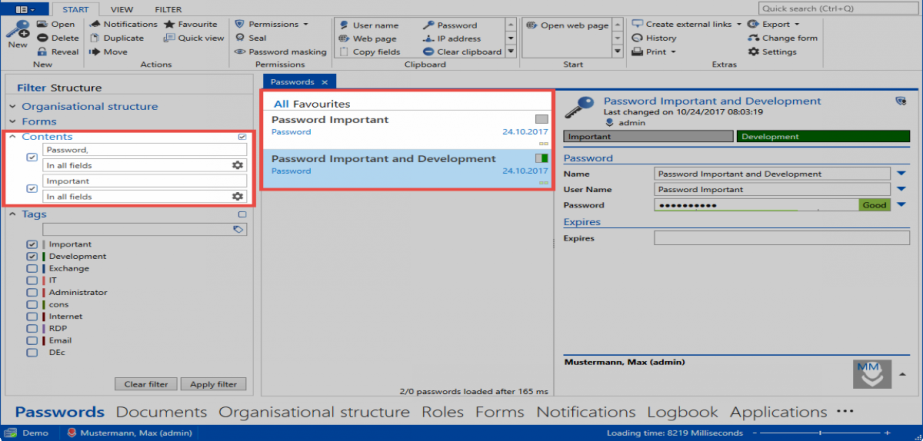 START VIEW FILTER
Quick search (Ctrl+Q)
New
Open
Delete
Reveal
New
Notifications
Duplicate
Move
Favourite
Quick view
Actions
Permissions
Seal
Password masking
Permissions
User name
Web page
Copy fields
Password
IP address
Clear clipboard
Clipboard
Open web page
Start
Create external links
History
Print
Export
Change form
Settings
Extras
Filter Structure
Organisational structure
Forms
Contents
Password,
In all fields
Important
In all fields
Tags
Important
Development
Exchange
IT
Administrator
cons
Internet
RDP
Email
DEc
Clear filter Apply filter
Passwords ×
All Favourites
Password Important
Password 24.10.2017
Password Important and Development
Password 24.10.2017
2/0 passwords loaded after 165 ms
Password Important and Development
Last changed on 10/24/2017 08:03:19
admin
Important Development
Password
Name Password Important and Development
User Name Password Important
Password •••••••••• Good
Expires
Expires
Mustermann, Max (admin)
MM
Passwords Documents Organisational structure Roles Forms Notifications Logbook Applications •••
Demo Mustermann, Max (admin) Loading time: 8219 Milliseconds - +